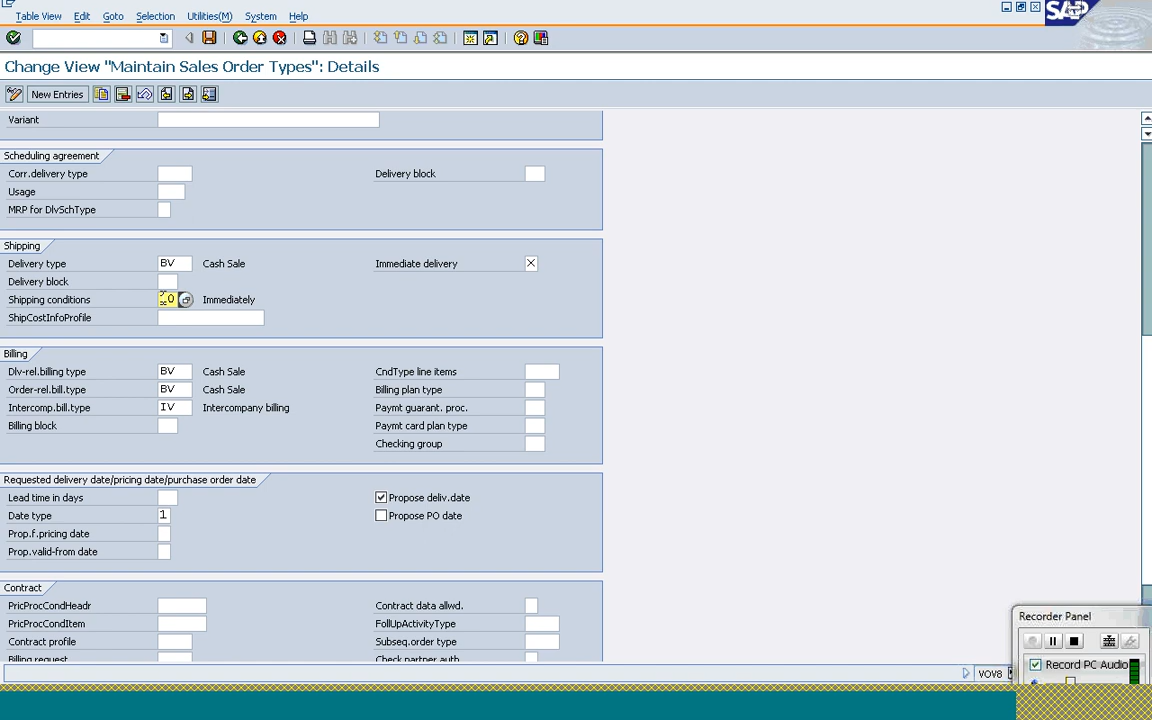 Table View Edit Goto Selection Utilities(M) System Help
SAP
Change View "Maintain Sales Order Types": Details
New Entries
Variant
Scheduling agreement
Corr.delivery type Delivery block
Usage
MRP for DlvSchType
Shipping
Delivery type BV Cash Sale Immediate delivery X
Delivery block
Shipping conditions Immediately
ShipCostInfoProfile
Billing
Dlv-rel.billing type BV Cash Sale CndType line items
Order-rel.bill.type BV Cash Sale Billing plan type
Intercomp.bill.type IV Intercompany billing Paymt guarant. proc.
Billing block Paymt card plan type
Checking group
Requested delivery date/pricing date/purchase order date
Lead time in days Propose deliv.date
Date type 1 Propose PO date
Prop.f.pricing date
Prop.valid-from date
Contract
PricProcCondHeadr Contract data allwd.
PricProcCondItem FollUpActivityType
Contract profile Subseq.order type
Billing request Check partner auth.
Recorder Panel
Record PC Audio
VOV8